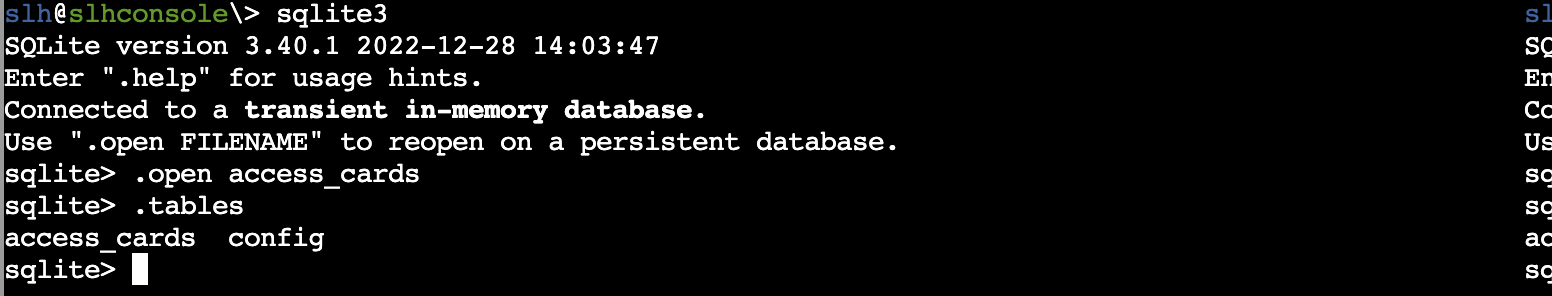 slh@slhconsole\> sqlite3
SQLite version 3.40.1 2022-12-28 14:03:47
Enter ".help" for usage hints.
Connected to a transient in-memory database.
Use ".open FILENAME" to reopen on a persistent database.
sqlite> .open access_cards
sqlite> .tables
access_cards  config
sqlite>
sl
SQ
En
Co
Us
sq
sq
ac
sq